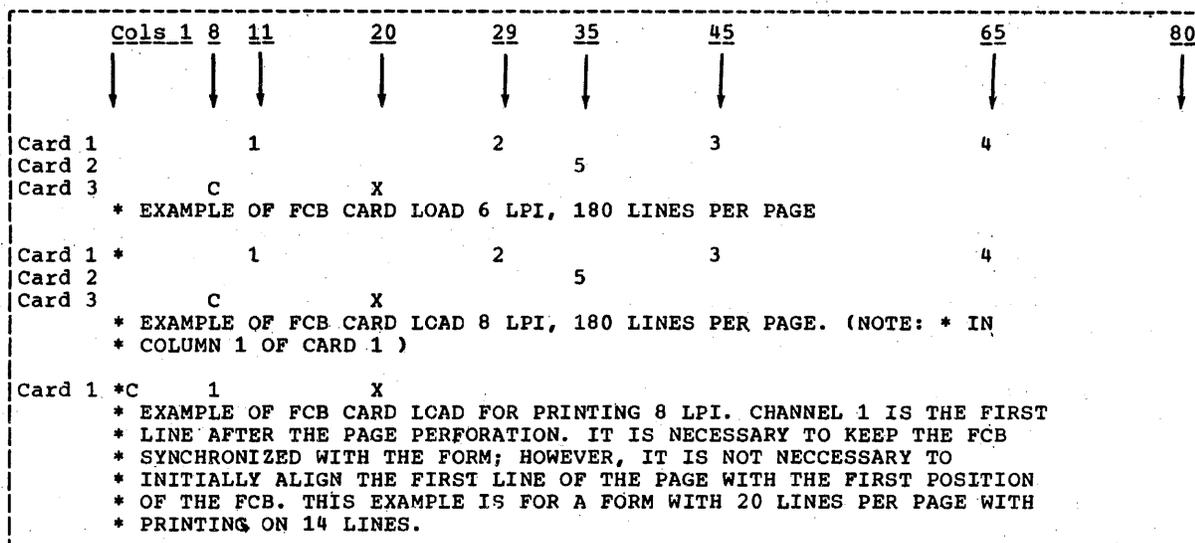 Cols 1 8 11 20 29 35 45 65 80
Card 1 1 2 3 4
Card 2 5
Card 3 C X
* EXAMPLE OF FCB CARD LOAD 6 LPI, 180 LINES PER PAGE
Card 1 * 1 2 3 4
Card 2 5
Card 3 C X
* EXAMPLE OF FCB CARD LOAD 8 LPI, 180 LINES PER PAGE. (NOTE: * IN
* COLUMN 1 OF CARD 1 )
Card 1 *C 1 X
* EXAMPLE OF FCB CARD LOAD FOR PRINTING 8 LPI. CHANNEL 1 IS THE FIRST
* LINE AFTER THE PAGE PERFORATION. IT IS NECESSARY TO KEEP THE FCB
* SYNCHRONIZED WITH THE FORM; HOWEVER, IT IS NOT NECCESSARY TO
* INITIALLY ALIGN THE FIRST LINE OF THE PAGE WITH THE FIRST POSITION
* OF THE FCB. THIS EXAMPLE IS FOR A FORM WITH 20 LINES PER PAGE WITH
* PRINTING ON 14 LINES.